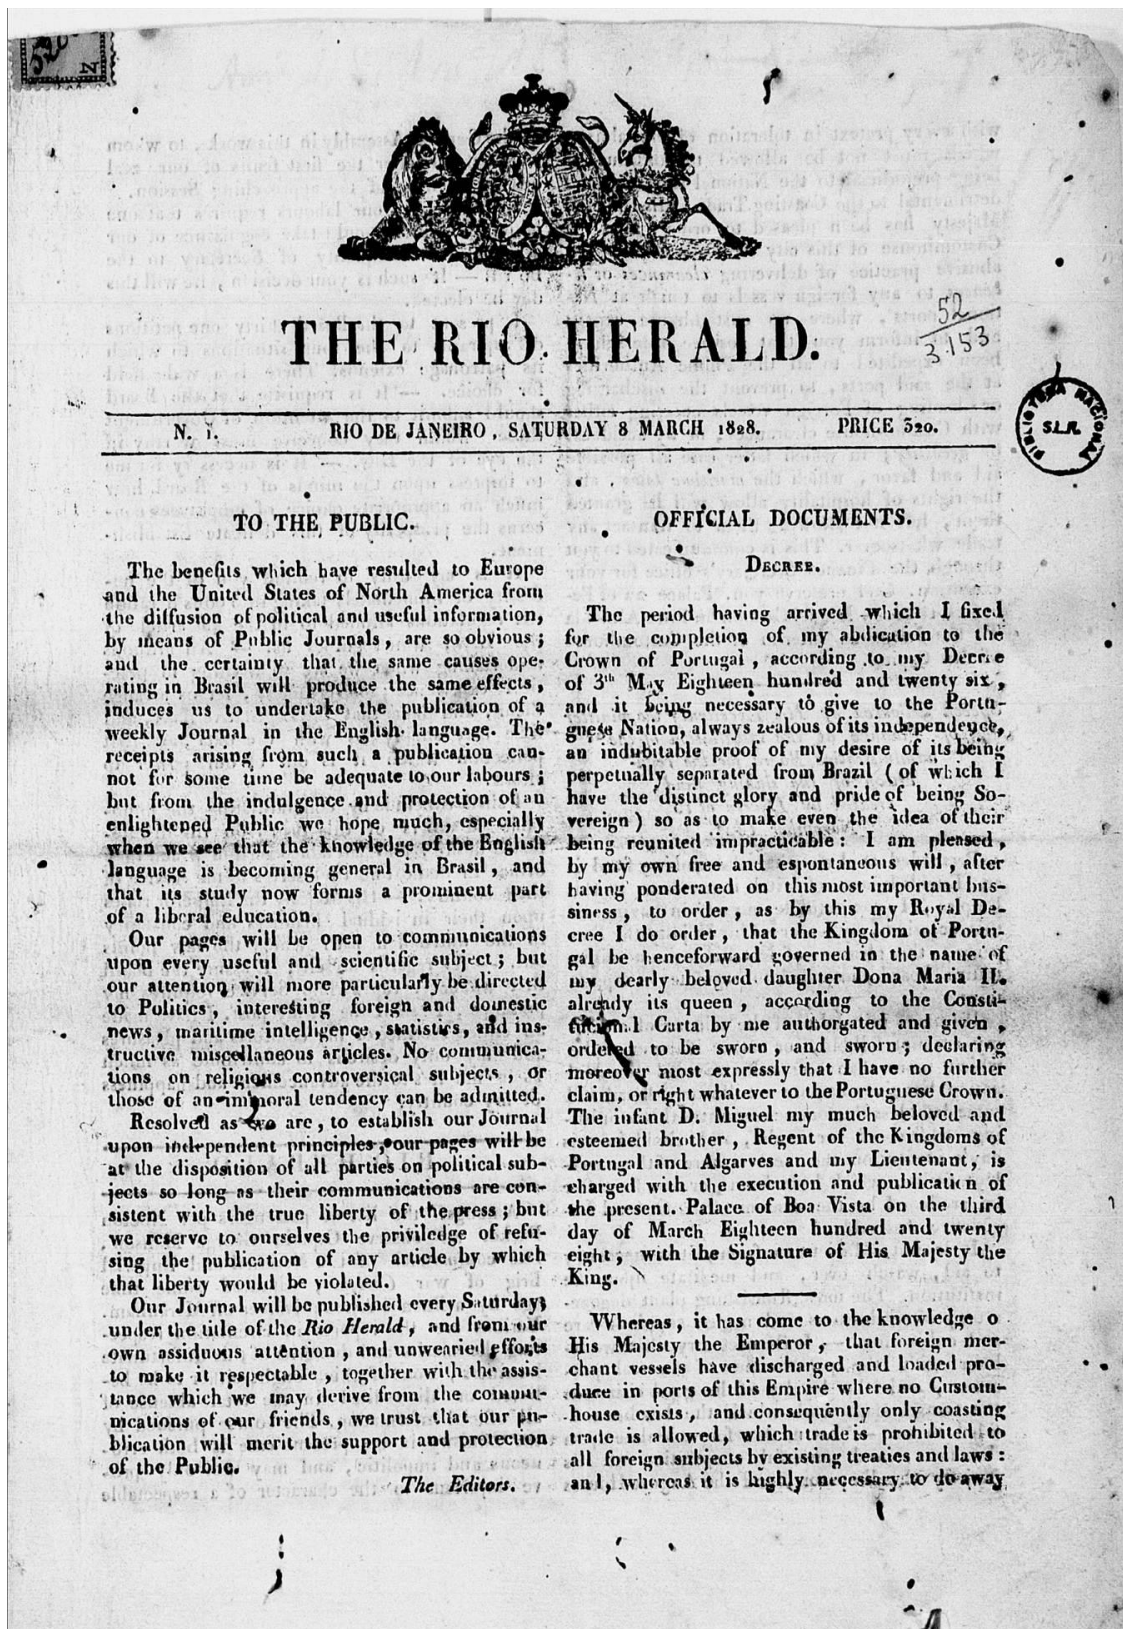 520
N
52
3.153
THE RIO HERALD.
BIBLIOTECA NACIONAL
S.L.R.
N. 1. RIO DE JANEIRO, SATURDAY 8 MARCH 1828. PRICE 320.
TO THE PUBLIC.
The benefits which have resulted to Europe
and the United States of North America from
the diffusion of political and useful information,
by means of Public Journals, are so obvious;
and the certainty that the same causes ope-
rating in Brasil will produce the same effects,
induces us to undertake the publication of a
weekly Journal in the English language. The
receipts arising from such a publication can-
not for some time be adequate to our labours;
but from the indulgence and protection of an
enlightened Public we hope much, especially
when we see that the knowledge of the English
language is becoming general in Brasil, and
that its study now forms a prominent part
of a liberal education.
Our pages will be open to communications
upon every useful and scientific subject; but
our attention will more particularly be directed
to Politics, interesting foreign and domestic
news, maritime intelligence, statistics, and ins-
tructive miscellaneous articles. No communica-
tions on religious controversical subjects, or
those of an immoral tendency can be admitted.
Resolved as we are, to establish our Journal
upon independent principles, our pages will be
at the disposition of all parties on political sub-
jects so long as their communications are con-
sistent with the true liberty of the press; but
we reserve to ourselves the priviledge of refu-
sing the publication of any article by which
that liberty would be violated.
Our Journal will be published every Saturday;
under the title of the Rio Herald, and from our
own assiduous attention, and unwearied efforts
to make it respectable, together with the assis-
tance which we may derive from the commu-
nications of our friends, we trust that our pu-
blication will merit the support and protection
of the Public.
The Editors.
OFFICIAL DOCUMENTS.
DECREE.
The period having arrived which I fixed
for the completion of my abdication to the
Crown of Portugal, according to my Decree
of 3th May Eighteen hundred and twenty six,
and it being necessary to give to the Portu-
guese Nation, always zealous of its independence,
an indubitable proof of my desire of its being
perpetually separated from Brazil (of which I
have the distinct glory and pride of being So-
vereign) so as to make even the idea of their
being reunited impracticable: I am pleased,
by my own free and espontaneous will, after
having ponderated on this most important bus-
siness, to order, as by this my Royal De-
cree I do order, that the Kingdom of Portu-
gal be henceforward governed in the name of
my dearly beloved daughter Dona Maria II.
already its queen, according to the Consti-
Carta by me authorgated and given,
ordered to be sworn, and sworn; declaring
moreover most expressly that I have no further
claim, or right whatever to the Portuguese Crown.
The infant D. Miguel my much beloved and
esteemed brother, Regent of the Kingdoms of
Portugal and Algarves and my Lieutenant, is
charged with the execution and publication of
the present. Palace of Boa Vista on the third
day of March Eighteen hundred and twenty
eight, with the Signature of His Majesty the
King.
Whereas, it has come to the knowledge o
His Majesty the Emperor, that foreign mer-
chant vessels have discharged and loaded pro-
duce in ports of this Empire where no Custom-
house exists, and consequently only coasting
trade is allowed, which trade is prohibited to
all foreign subjects by existing treaties and laws:
and, whereas it is highly necessary to do away